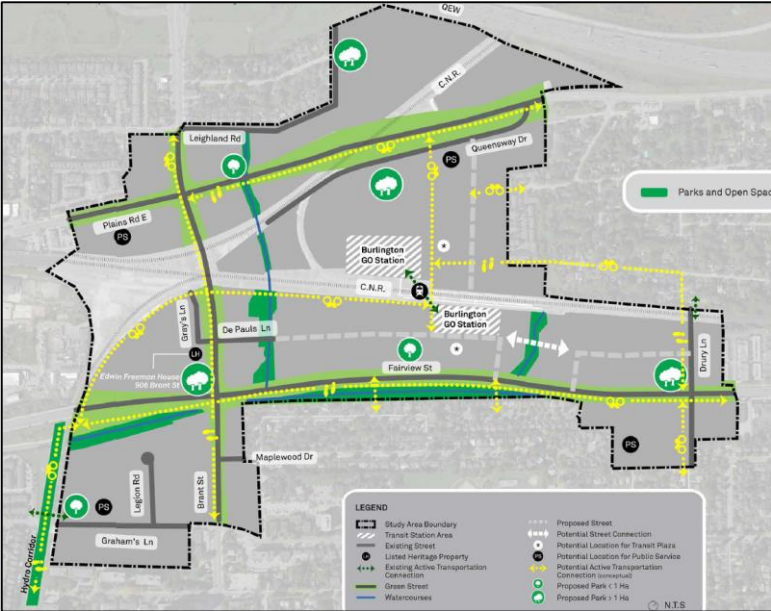 QEW
C.N.R.
Leighland Rd
Queensway Dr
PS
Parks and Open Spac
Plains Rd E
PS
Burlington
GO Station
C.N.R.
Burlington
GO Station
Gray's Ln
De Pauls Ln
LH
Edwin Freeman House
906 Brant St
Fairview St
Drury Ln
Maplewood Dr
PS
Legion Rd
Brant St
PS
Graham's Ln
Hydro Corridor
LEGEND
Study Area Boundary
Transit Station Area
Existing Street
LH Listed Heritage Property
Existing Active Transportation
Connection
Green Street
Watercourses
Proposed Street
Potential Street Connection
Potential Location for Transit Plaza
PS Potential Location for Public Service
Potential Active Transportation
Connection (conceptual)
Proposed Park < 1 Ha
Proposed Park > 1 Ha
N.T.S